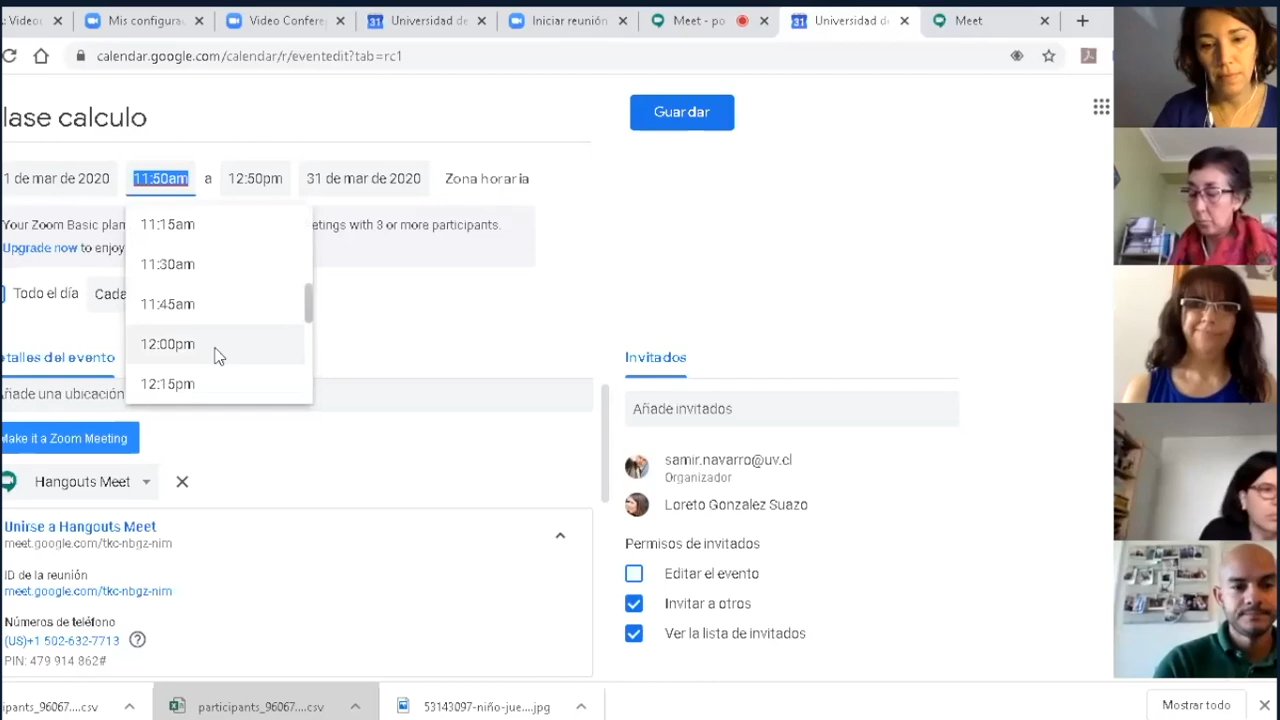 : Videoc
Mis configurac
Video Conferer
Universidad de
Iniciar reunión
Meet - po
Universidad de
Meet
calendar.google.com/calendar/r/eventedit?tab=rc1
lase calculo
Guardar
1 de mar de 2020
11:50am
a
12:50pm
31 de mar de 2020
Zona horaria
Your Zoom Basic plan
etings with 3 or more participants.
Upgrade now to enjoy
11:15am
11:30am
11:45am
12:00pm
12:15pm
Todo el día
Cada
etalles del evento
Invitados
Añade una ubicación
Añade invitados
Make it a Zoom Meeting
samir.navarro@uv.cl
Organizador
Hangouts Meet
Loreto Gonzalez Suazo
Unirse a Hangouts Meet
meet.google.com/tkc-nbgz-nim
Permisos de invitados
ID de la reunión
meet.google.com/tkc-nbgz-nim
Editar el evento
Invitar a otros
Números de teléfono
(US)+1 502-632-7713
Ver la lista de invitados
PIN: 479 914 862#
ipants_96067....csv
participants_96067....csv
53143097-niño-jue....jpg
Mostrar todo